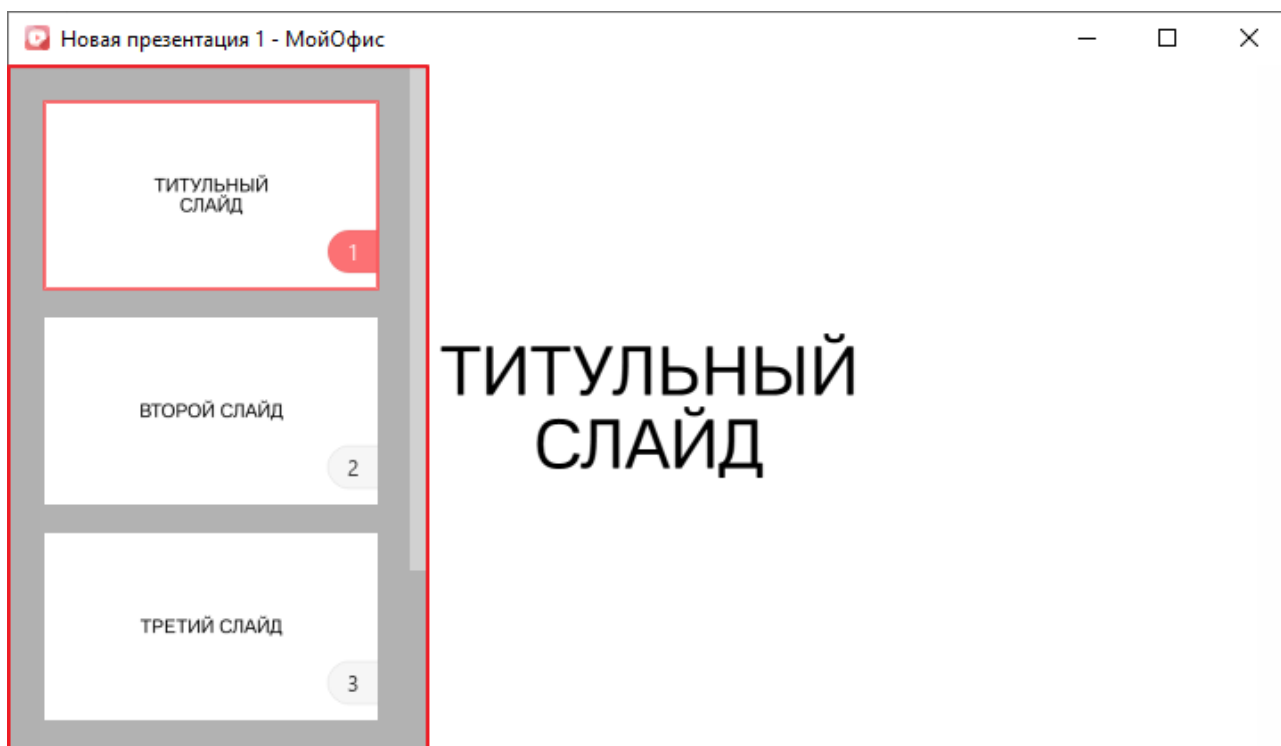 Новая презентация 1 - МойОфис
ТИТУЛЬНЫЙ
СЛАЙД
1
ВТОРОЙ СЛАЙД
2
ТРЕТИЙ СЛАЙД
3
ТИТУЛЬНЫЙ
СЛАЙД